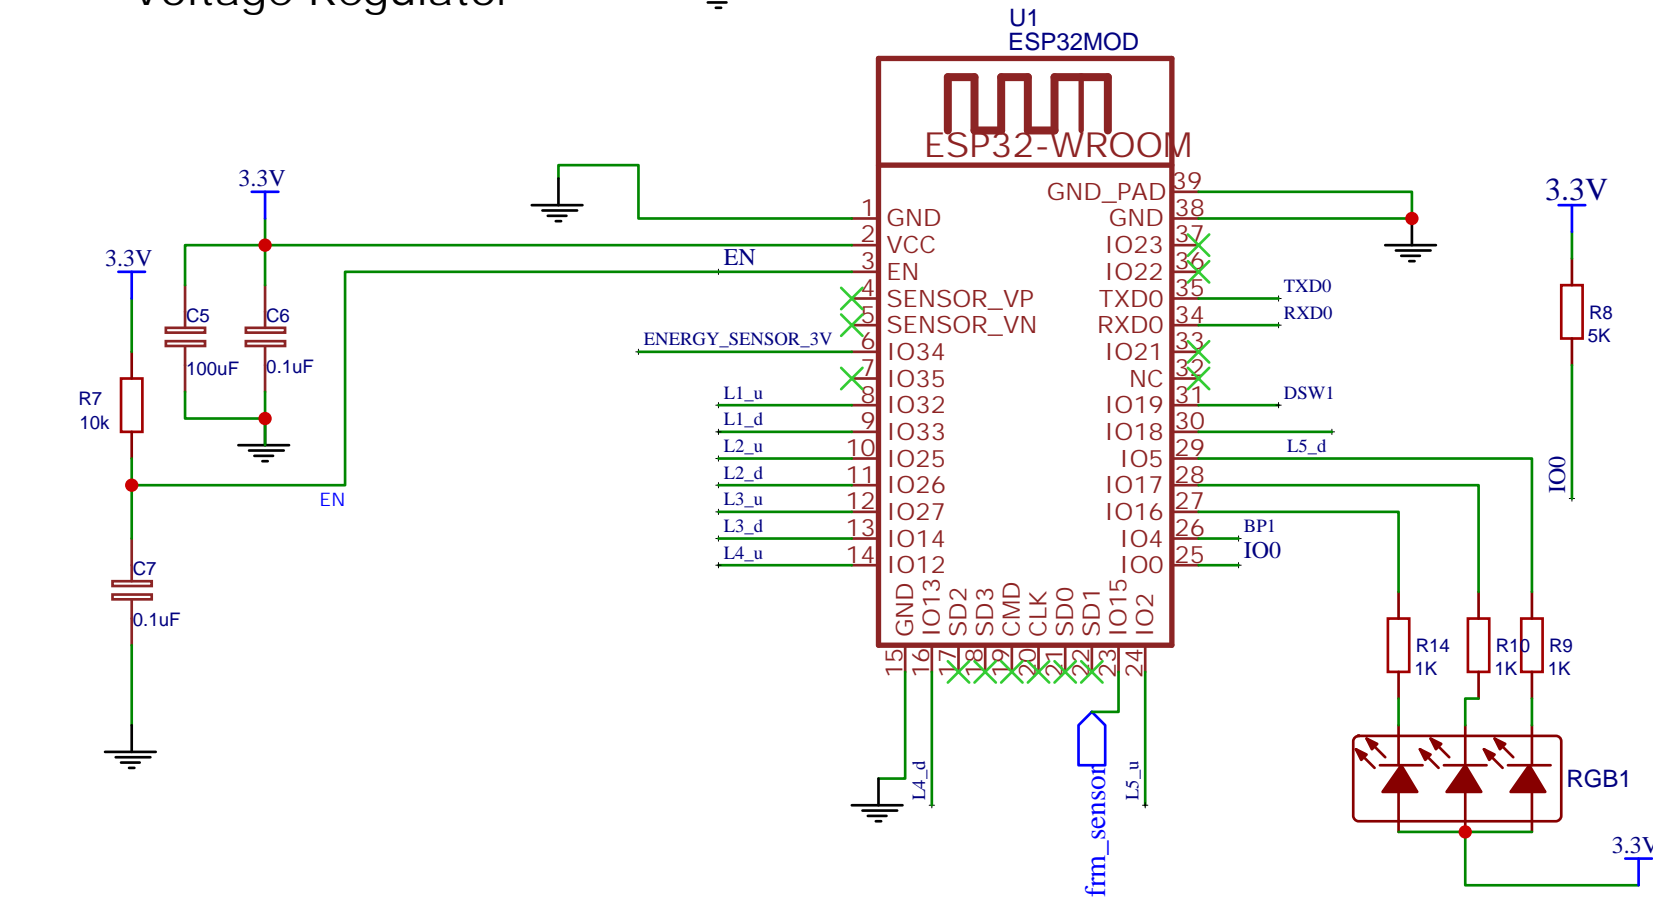 Voltage Regulator
U1
ESP32MOD
ESP32-WROOM
3.3V
3.3V
C5
100uF
C6
0.1uF
R7
10k
EN
C7
0.1uF
EN
ENERGY_SENSOR_3V
L1_u
L1_d
L2_u
L2_d
L3_u
L3_d
L4_u
1 GND
2 VCC
3 EN
4 SENSOR_VP
5 SENSOR_VN
6 IO34
7 IO35
8 IO32
9 IO33
10 IO25
11 IO26
12 IO27
13 IO14
14 IO12
GND_PAD 39
GND 38
IO23 37
IO22 36
TXD0 35
RXD0 34
IO21 33
NC 32
IO19 31
IO18 30
IO5 29
IO17 28
IO16 27
IO4 26
IO0 25
GND 15
IO13 16
SD2 17
SD3 18
CMD 19
CLK 20
SD0 21
SD1 22
IO15 23
IO2 24
L4_d
frm_sensor
L5_u
TXD0
RXD0
DSW1
L5_d
BP1
IO0
3.3V
R8
5K
IO0
R14
1K
R10
1K
R9
1K
RGB1
3.3V